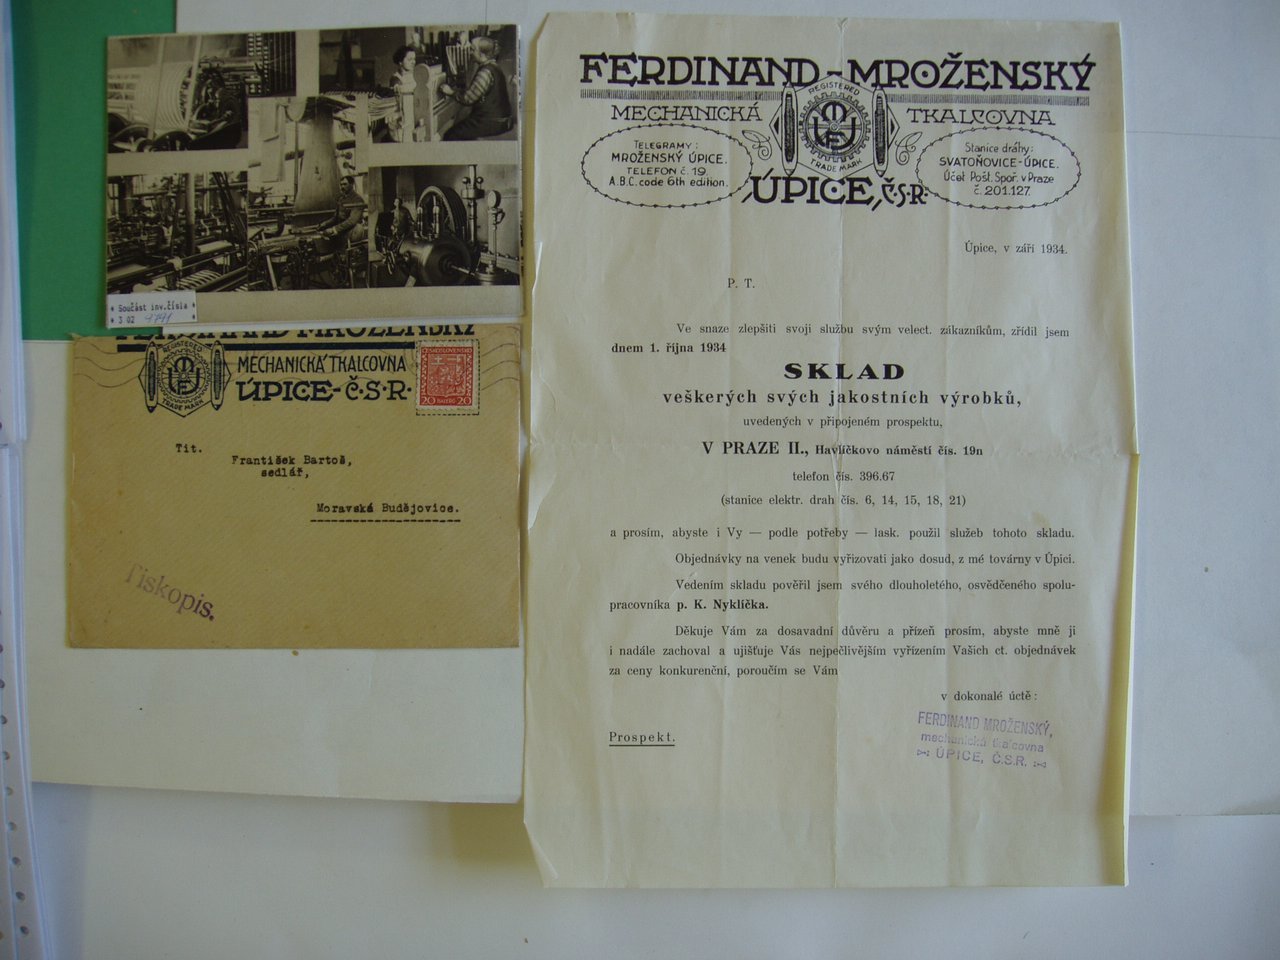 Součást inv.čísla
3 02
FERDINAND MROŽENSKÝ
REGISTERED
TRADE MARK
MECHANICKÁ TKALCOVNA
ÚPICE-Č.S.R.
ČESKOSLOVENSKO
20 HALÉŘŮ 20
Tit.
František Bartoš,
sedlář,
Moravská Budějovice.
Tiskopis.
FERDINAND-MROŽENSKÝ
MECHANICKÁ TKALCOVNA
REGISTERED
TRADE MARK
TELEGRAMY:
MROŽENSKÝ ÚPICE.
TELEFON č. 19.
A.B.C. code 6th edition.
Stanice dráhy:
SVATOŇOVICE-ÚPICE.
Účet Pošt. Spoř. v Praze
č. 201.127.
ÚPICE, Č.S.R.
Úpice, v září 1934.
P. T.
Ve snaze zlepšiti svoji službu svým velect. zákazníkům, zřídil jsem
dnem 1. října 1934
SKLAD
veškerých svých jakostních výrobků,
uvedených v připojeném prospektu,
V PRAZE II., Havlíčkovo náměstí čís. 19n
telefon čís. 396.67
(stanice elektr. drah čís. 6, 14, 15, 18, 21)
a prosím, abyste i Vy — podle potřeby — lask. použil služeb tohoto skladu.
Objednávky na venek budu vyřizovati jako dosud, z mé továrny v Úpici.
Vedením skladu pověřil jsem svého dlouholetého, osvědčeného spolu-
pracovníka p. K. Nyklíčka.
Děkuje Vám za dosavadní důvěru a přízeň prosím, abyste mně ji
i nadále zachoval a ujišťuje Vás nejpečlivějším vyřízením Vašich ct. objednávek
za ceny konkurenční, poroučím se Vám
v dokonalé úctě:
FERDINAND MROŽENSKÝ,
mechanická tkalcovna
ÚPICE, Č.S.R.
Prospekt.